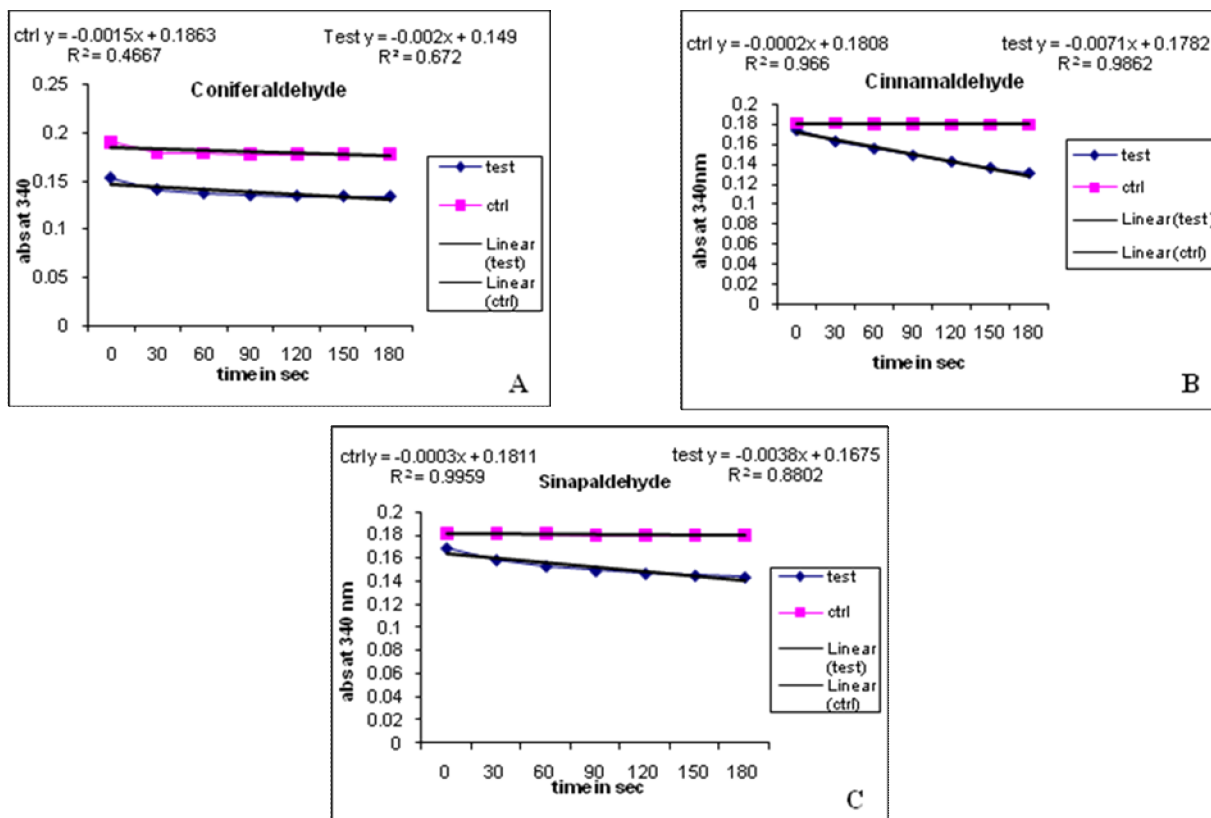 ctrl y = -0.0015x + 0.1863
R² = 0.4667
Test y = -0.002x + 0.149
R² = 0.672
Coniferaldehyde
0.25
0.2
0.15
0.1
0.05
0
abs at 340
0 30 60 90 120 150 180
time in sec
test
ctrl
Linear
(test)
Linear
(ctrl)
A
ctrl y = -0.0002x + 0.1808
R² = 0.966
test y = -0.0071x + 0.1782
R² = 0.9862
Cinnamaldehyde
0.2
0.18
0.16
0.14
0.12
0.1
0.08
0.06
0.04
0.02
0
abs at 340nm
0 30 60 90 120 150 180
time in sec
test
ctrl
Linear (test)
Linear (ctrl)
B
ctrl y = -0.0003x + 0.1811
R² = 0.9959
test y = -0.0038x + 0.1675
R² = 0.8802
Sinapaldehyde
0.2
0.18
0.16
0.14
0.12
0.1
0.08
0.06
0.04
0.02
0
abs at 340 nm
0 30 60 90 120 150 180
time in sec
test
ctrl
Linear
(test)
Linear
(ctrl)
C